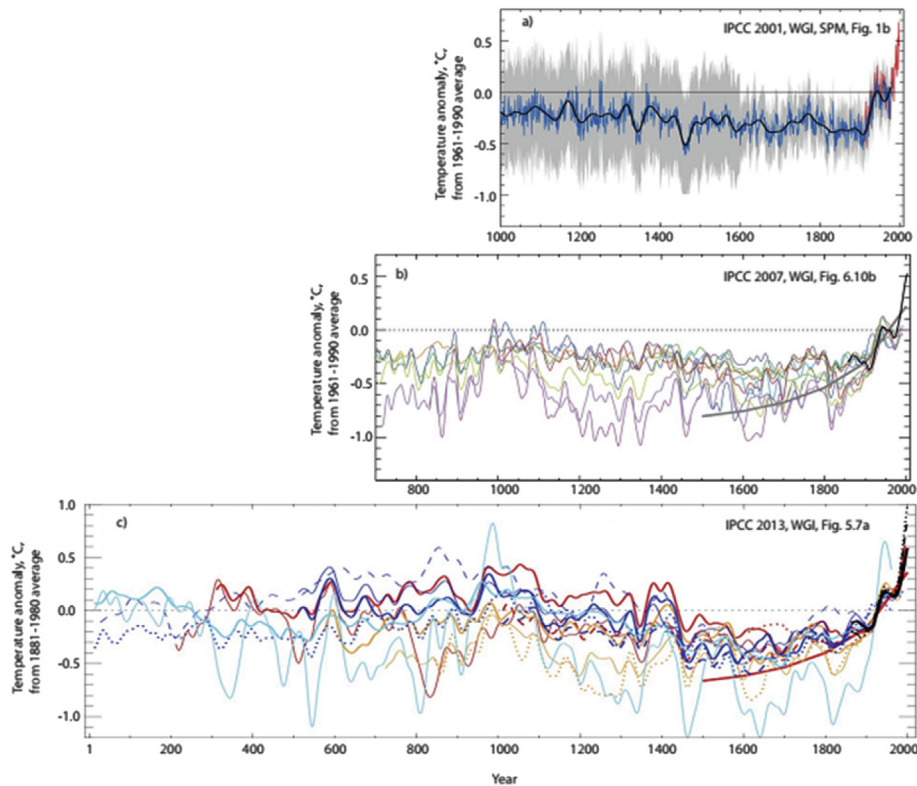 a)
IPCC 2001, WGI, SPM, Fig. 1b
Temperature anomaly, °C,
from 1961-1990 average
0.5
0.0
-0.5
-1.0
1000 1200 1400 1600 1800 2000
b)
IPCC 2007, WGI, Fig. 6.10b
Temperature anomaly, °C,
from 1961-1990 average
0.5
0.0
-0.5
-1.0
800 1000 1200 1400 1600 1800 2000
c)
IPCC 2013, WGI, Fig. 5.7a
Temperature anomaly, °C,
from 1881-1980 average
1.0
0.5
0.0
-0.5
-1.0
1 200 400 600 800 1000 1200 1400 1600 1800 2000
Year